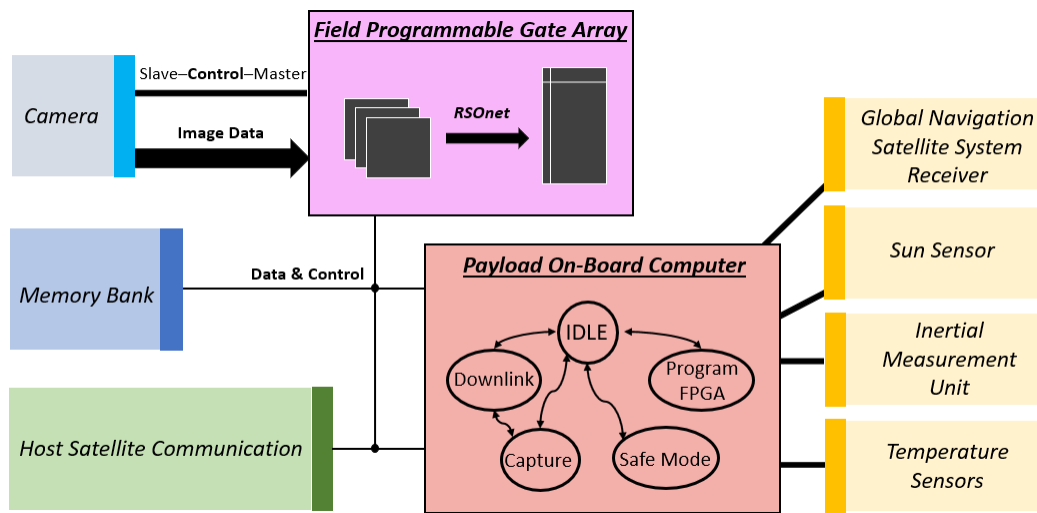 Field Programmable Gate Array
Slave–Control–Master
Camera
Image Data
RSOnet
Global Navigation
Satellite System
Receiver
Sun Sensor
Data & Control
Memory Bank
Payload On-Board Computer
IDLE
Downlink
Program
FPGA
Capture
Safe Mode
Inertial
Measurement
Unit
Host Satellite Communication
Temperature
Sensors